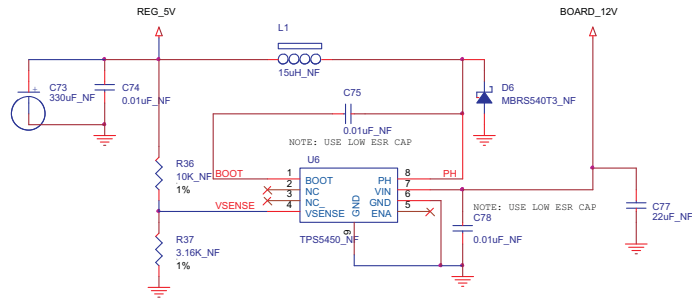 REG_5V
BOARD_12V
L1
15uH_NF
C73
330uF_NF
C74
0.01uF_NF
C75
0.01uF_NF
D6
MBRS540T3_NF
NOTE: USE LOW ESR CAP
U6
R36
10K_NF
1%
BOOT
1
BOOT
PH
8
PH
2
NC
VIN
7
3
NC_
GND
6
VSENSE
4
VSENSE
GND
ENA
5
9
TPS5450_NF
NOTE: USE LOW ESR CAP
C78
0.01uF_NF
C77
22uF_NF
R37
3.16K_NF
1%
+